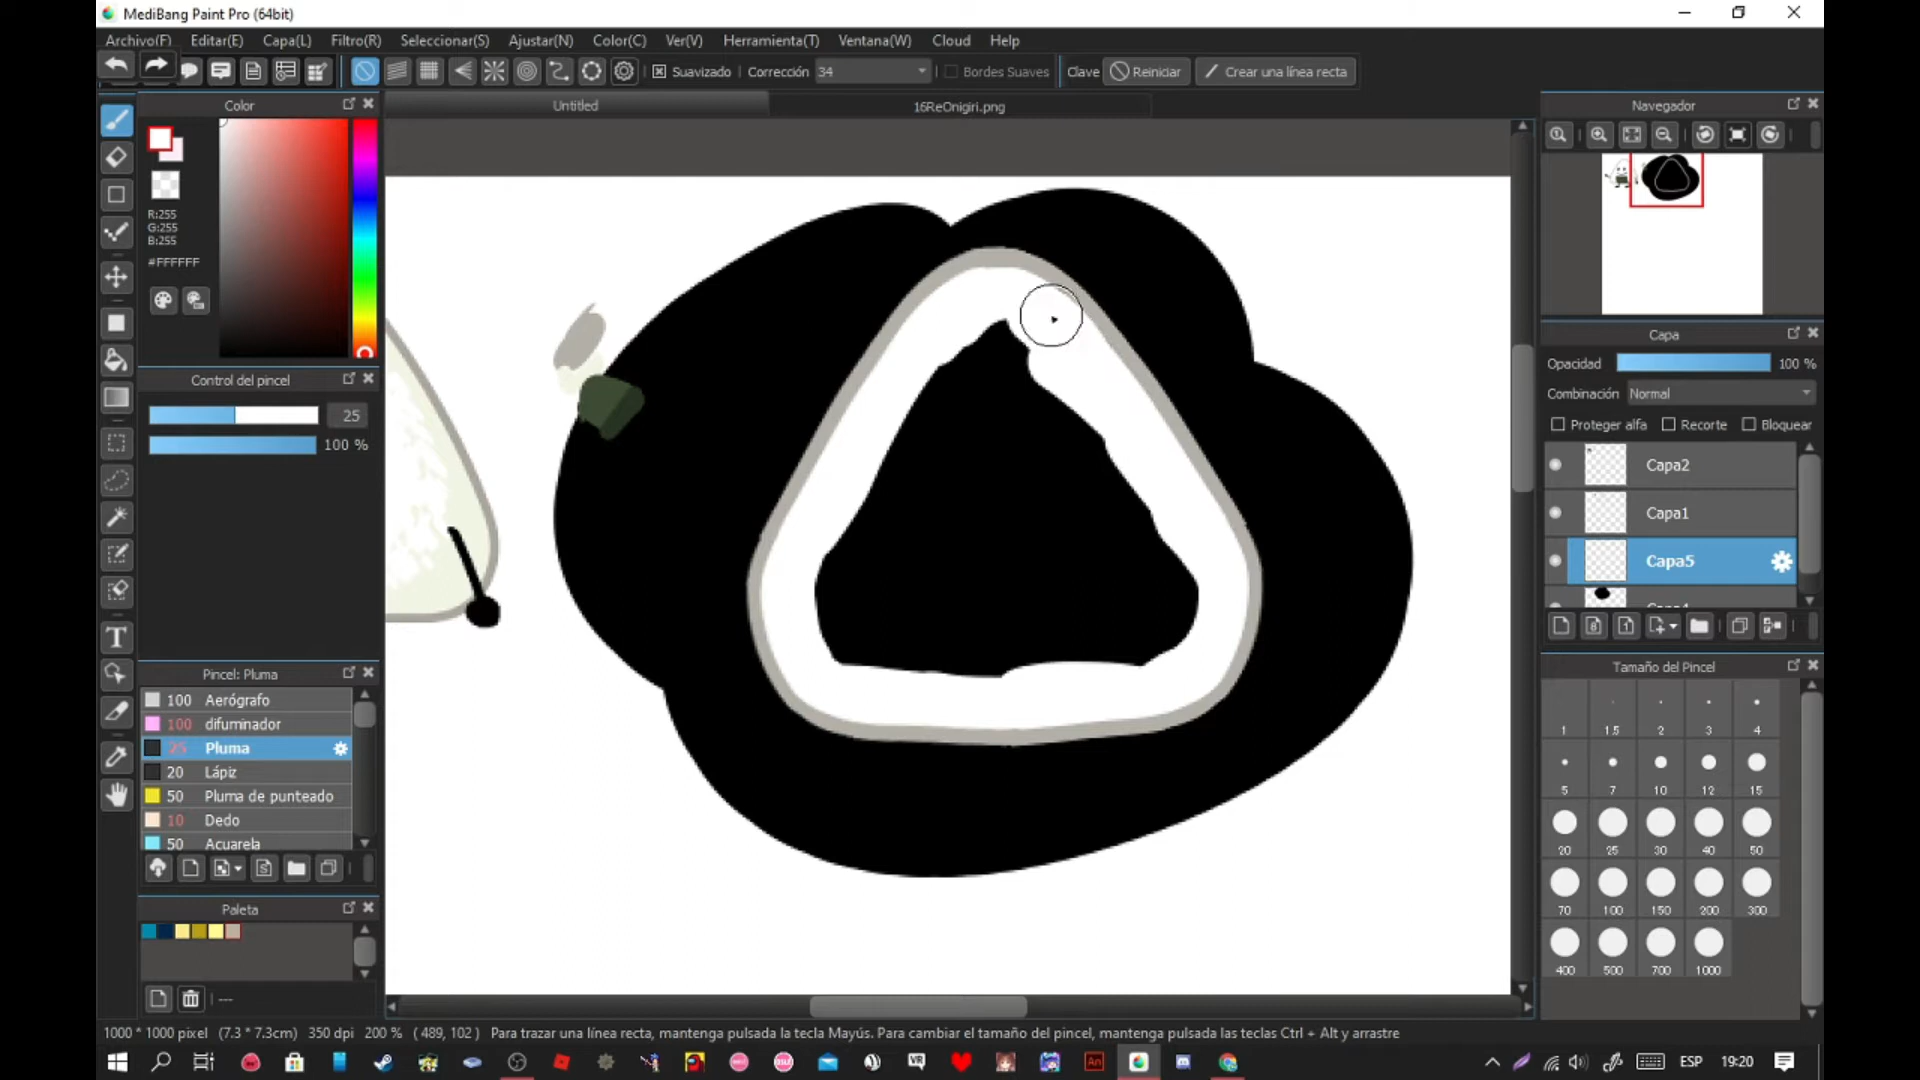 MediBang Paint Pro (64bit)
Archivo(F) Editar(E) Capa(L) Filtro(R) Seleccionar(S) Ajustar(N) Color(C) Ver(V) Herramienta(T) Ventana(W) Cloud Help
Suavizado Corrección 34 Bordes Suaves Clave Reiniciar Crear una línea recta
Color
Untitled
16ReOnigiri.png
Navegador
R:255
G:255
B:255
#FFFFFF
Control del pincel
25
100 %
Capa
Opacidad 100 %
Combinación Normal
Proteger alfa Recorte Bloquear
Capa2
Capa1
Capa5
Pincel: Pluma
100 Aerógrafo
100 difuminador
25 Pluma
20 Lápiz
50 Pluma de punteado
10 Dedo
50 Acuarela
Tamaño del Pincel
1 1.5 2 3 4
5 7 10 12 15
20 25 30 40 50
70 100 150 200 300
400 500 700 1000
Paleta
---
1000 * 1000 pixel (7.3 * 7.3cm) 350 dpi 200 % ( 489, 102 ) Para trazar una línea recta, mantenga pulsada la tecla Mayús. Para cambiar el tamaño del pincel, mantenga pulsada las teclas Ctrl + Alt y arrastre
VR
An
ESP 19:20